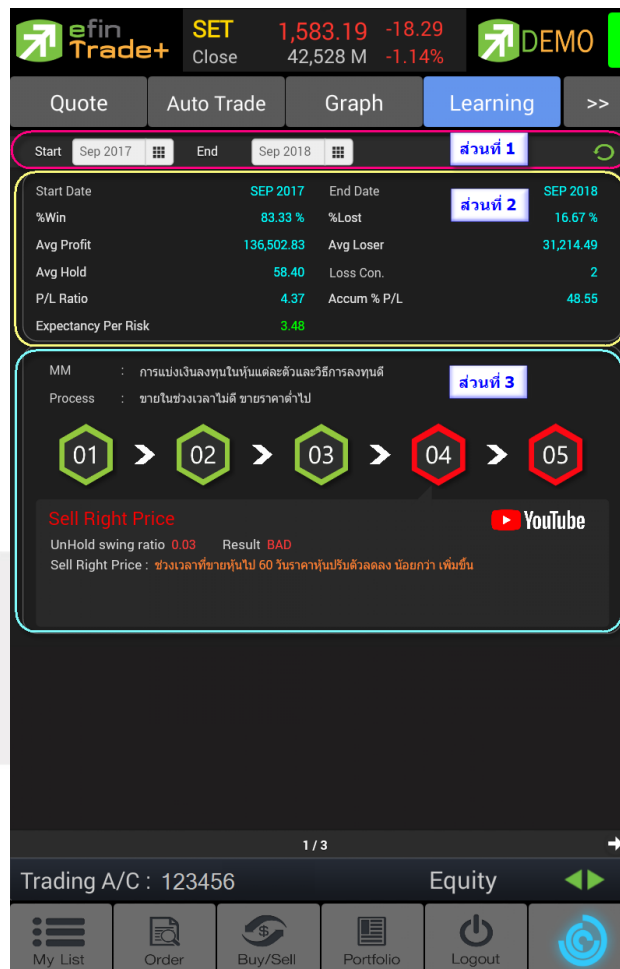 efin Trade+
SET 1,583.19 -18.29
Close 42,528 M -1.14%
DEMO
Quote Auto Trade Graph Learning >>
Start Sep 2017 End Sep 2018 ส่วนที่ 1
ส่วนที่ 2
Start Date SEP 2017 End Date SEP 2018
%Win 83.33 % %Lost 16.67 %
Avg Profit 136,502.83 Avg Loser 31,214.49
Avg Hold 58.40 Loss Con. 2
P/L Ratio 4.37 Accum % P/L 48.55
Expectancy Per Risk 3.48
ส่วนที่ 3
MM : การแบ่งเงินลงทุนในหุ้นแต่ละตัวและวิธีการลงทุนดี
Process : ขายในช่วงเวลาไม่ดี ขายราคาต่ำไป
01 02 03 04 05
Sell Right Price YouTube
UnHold swing ratio 0.03 Result BAD
Sell Right Price : ช่วงเวลาที่ขายหุ้นไป 60 วันราคาหุ้นปรับตัวลดลง น้อยกว่า เพิ่มขึ้น
1 / 3
Trading A/C : 123456 Equity
My List Order Buy/Sell Portfolio Logout